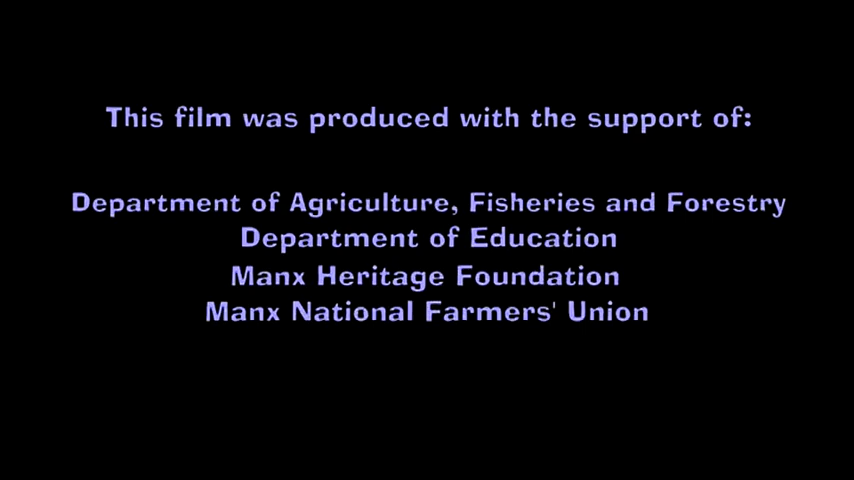 This film was produced with the support of:
Department of Agriculture, Fisheries and Forestry
Department of Education
Manx Heritage Foundation
Manx National Farmers' Union